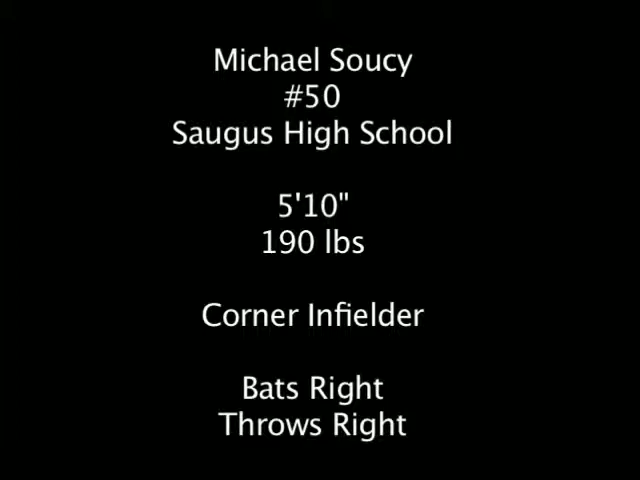 Michael Soucy
#50
Saugus High School
5'10"
190 lbs
Corner Infielder
Bats Right
Throws Right